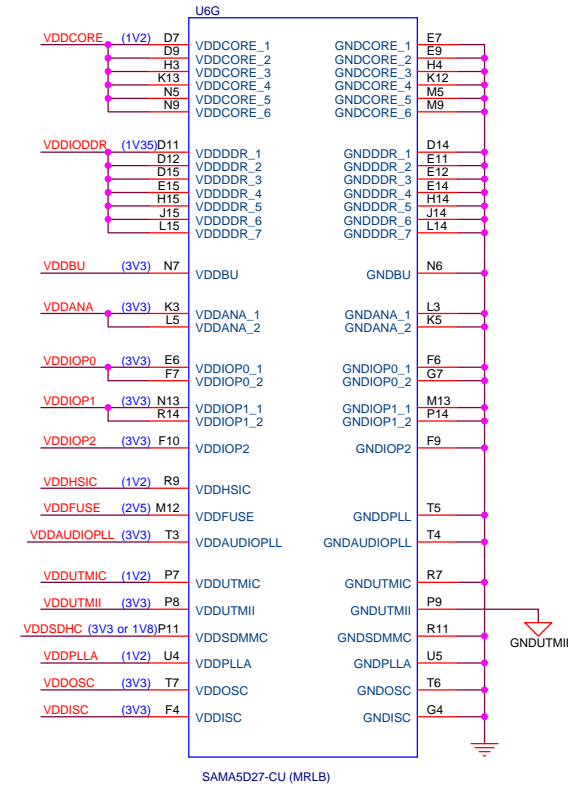 U6G
VDDCORE (1V2) D7 VDDCORE_1 GNDCORE_1 E7
D9 VDDCORE_2 GNDCORE_2 E9
H3 VDDCORE_3 GNDCORE_3 H4
K13 VDDCORE_4 GNDCORE_4 K12
N5 VDDCORE_5 GNDCORE_5 M5
N9 VDDCORE_6 GNDCORE_6 M9
VDDIODDR (1V35) D11 VDDDDR_1 GNDDDR_1 D14
D12 VDDDDR_2 GNDDDR_2 E11
D15 VDDDDR_3 GNDDDR_3 E12
E15 VDDDDR_4 GNDDDR_4 E14
H15 VDDDDR_5 GNDDDR_5 H14
J15 VDDDDR_6 GNDDDR_6 J14
L15 VDDDDR_7 GNDDDR_7 L14
VDDBU (3V3) N7 VDDBU GNDBU N6
VDDANA (3V3) K3 VDDANA_1 GNDANA_1 L3
L5 VDDANA_2 GNDANA_2 K5
VDDIOP0 (3V3) E6 VDDIOP0_1 GNDIOP0_1 F6
F7 VDDIOP0_2 GNDIOP0_2 G7
VDDIOP1 (3V3) N13 VDDIOP1_1 GNDIOP1_1 M13
R14 VDDIOP1_2 GNDIOP1_2 P14
VDDIOP2 (3V3) F10 VDDIOP2 GNDIOP2 F9
VDDHSIC (1V2) R9 VDDHSIC
VDDFUSE (2V5) M12 VDDFUSE GNDDPLL T5
VDDAUDIOPLL (3V3) T3 VDDAUDIOPLL GNDAUDIOPLL T4
VDDUTMIC (1V2) P7 VDDUTMIC GNDUTMIC R7
VDDUTMII (3V3) P8 VDDUTMII GNDUTMII P9
GNDUTMII
VDDSDHC (3V3 or 1V8) P11 VDDSDMMC GNDSDMMC R11
VDDPLLA (1V2) U4 VDDPLLA GNDPLLA U5
VDDOSC (3V3) T7 VDDOSC GNDOSC T6
VDDISC (3V3) F4 VDDISC GNDISC G4
SAMA5D27-CU (MRLB)